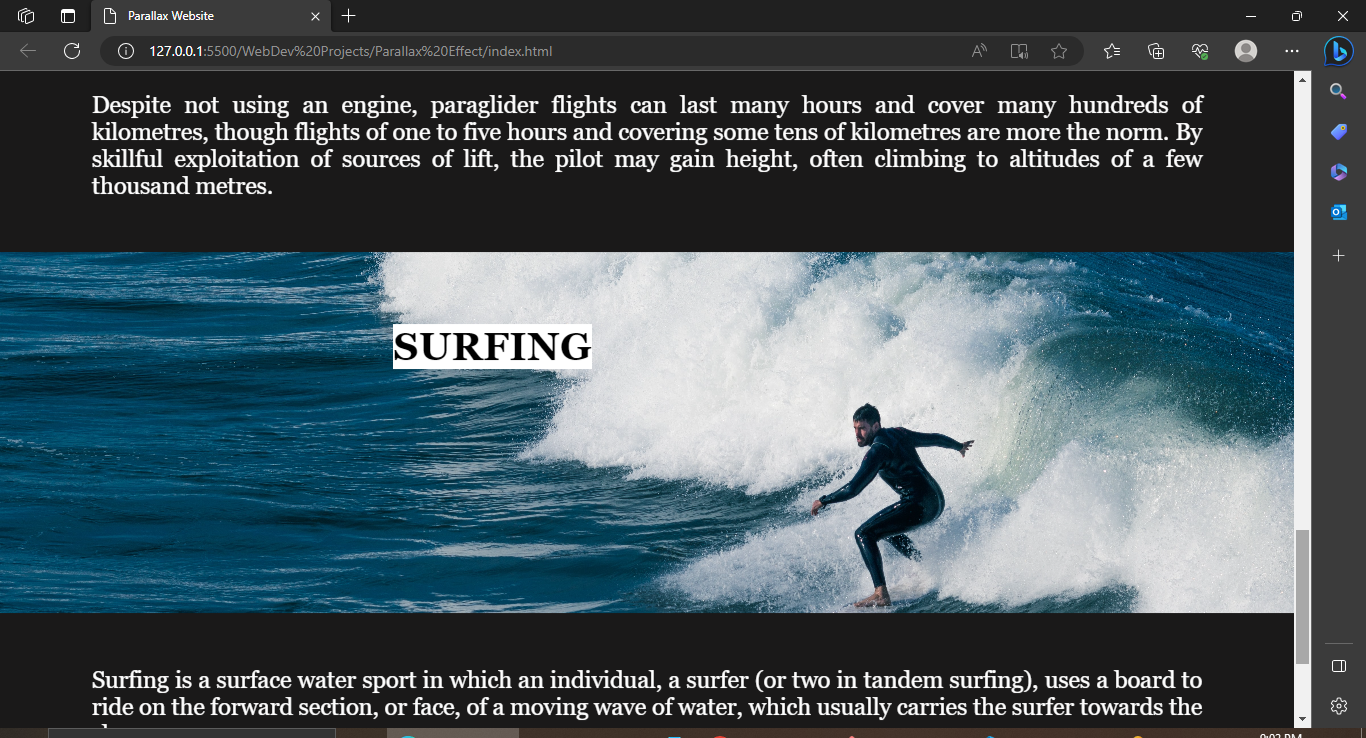 Parallax Website
127.0.0.1:5500/WebDev%20Projects/Parallax%20Effect/index.html
Despite not using an engine, paraglider flights can last many hours and cover many hundreds of
kilometres, though flights of one to five hours and covering some tens of kilometres are more the norm. By
skillful exploitation of sources of lift, the pilot may gain height, often climbing to altitudes of a few
thousand metres.
SURFING
Surfing is a surface water sport in which an individual, a surfer (or two in tandem surfing), uses a board to
ride on the forward section, or face, of a moving wave of water, which usually carries the surfer towards the